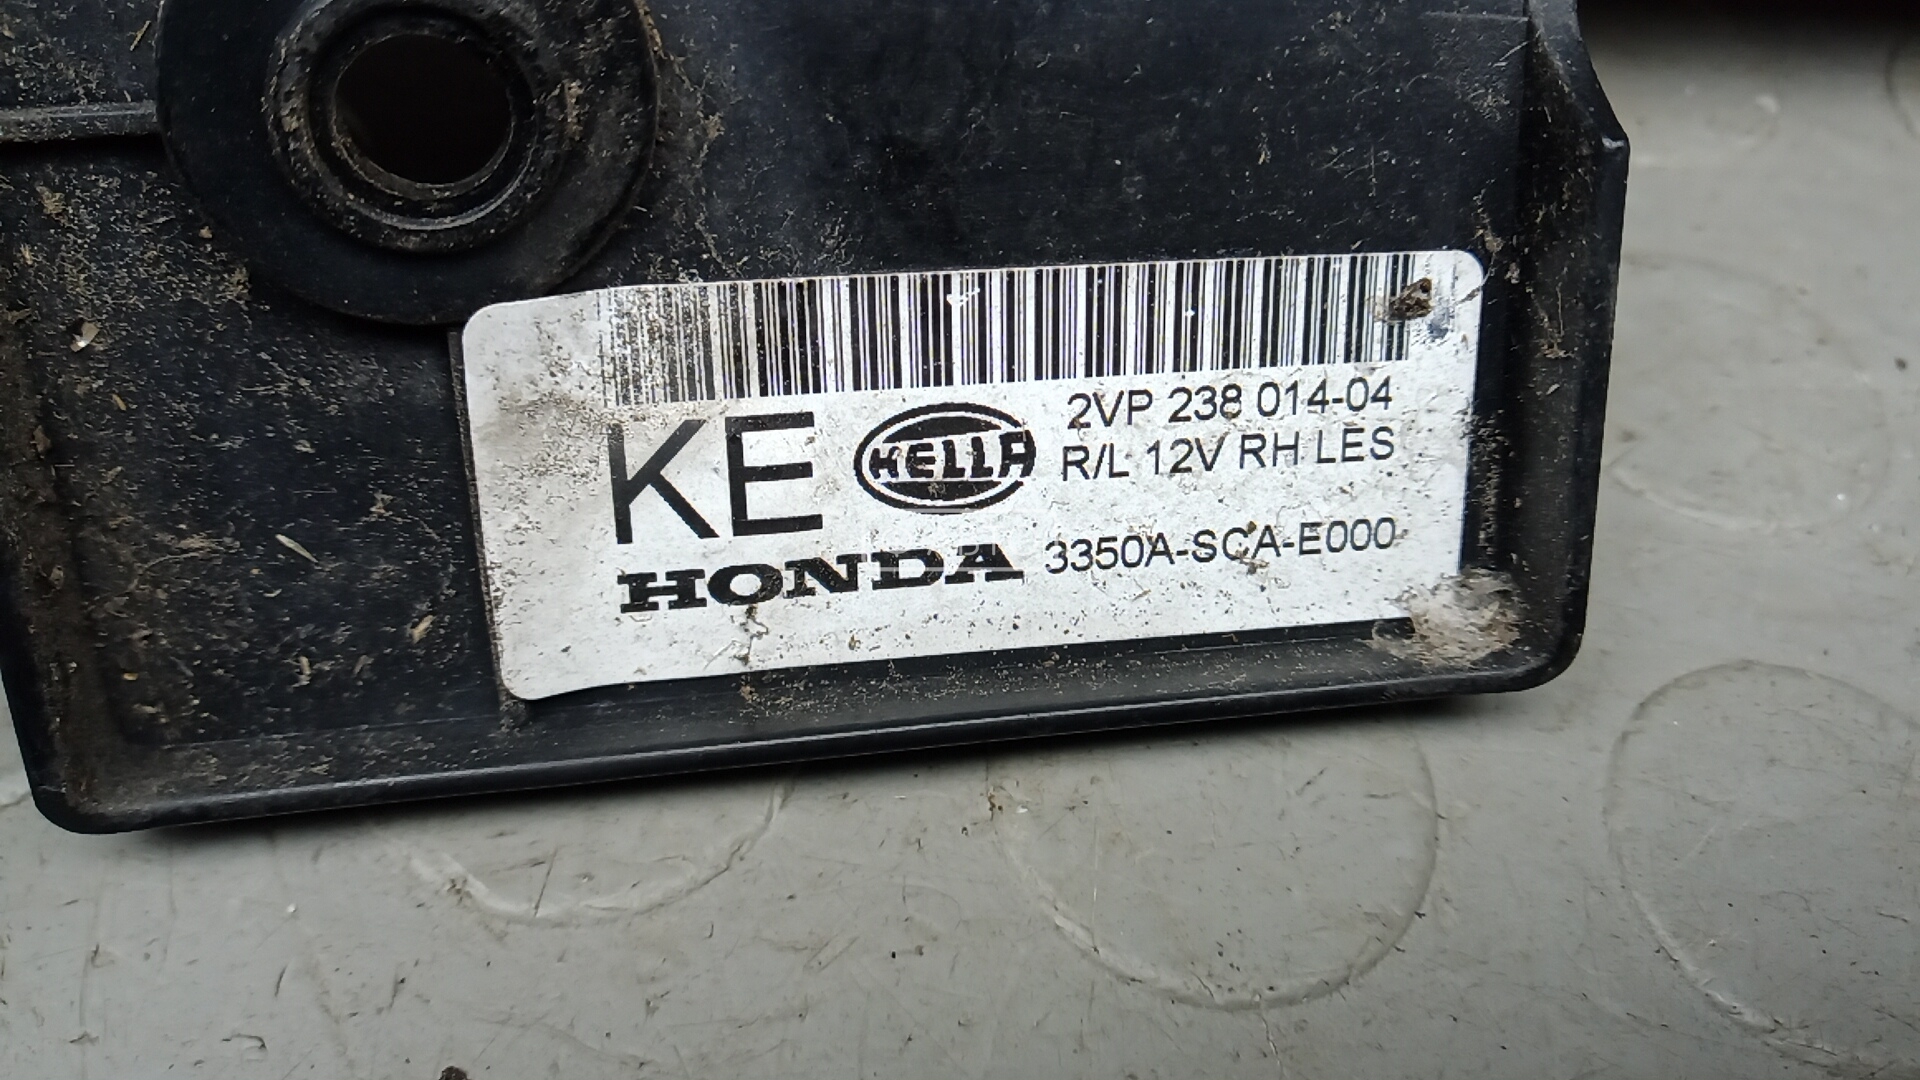 KE
HELLA
2VP 238 014-04
R/L 12V RH LES
HONDA
3350A-SCA-E000